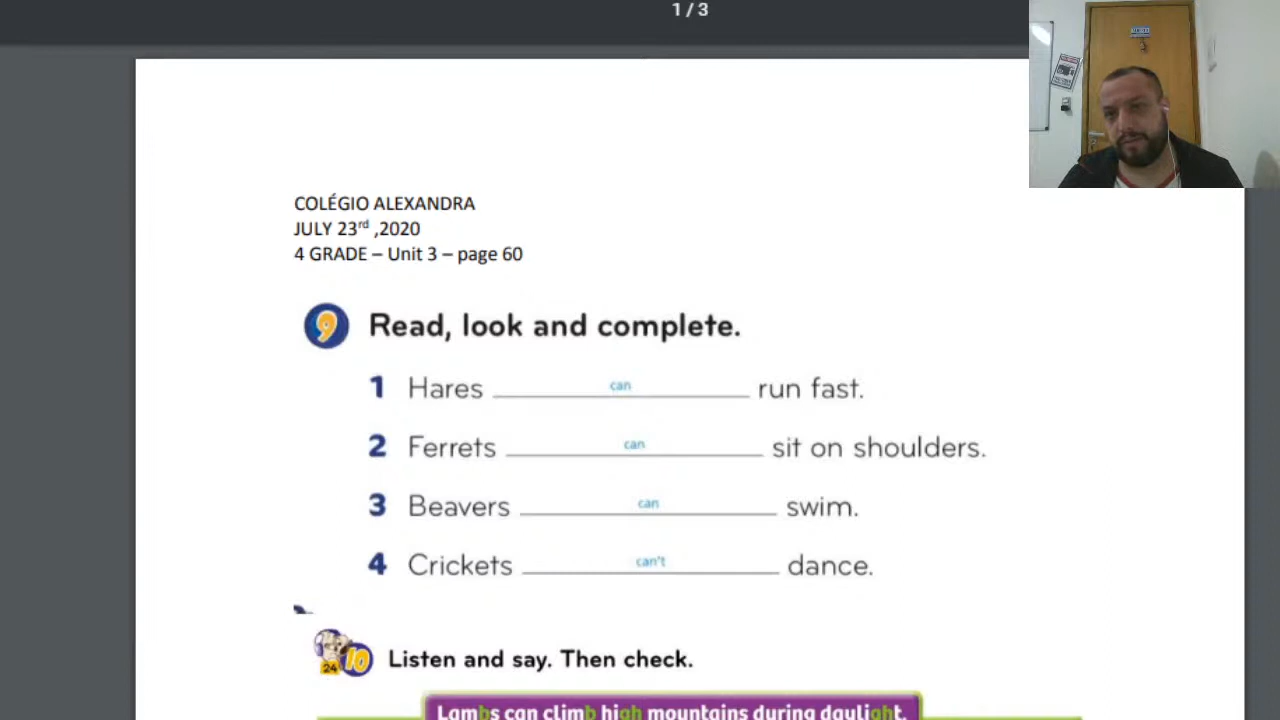 1 / 3
COLÉGIO ALEXANDRA
JULY 23rd ,2020
4 GRADE – Unit 3 – page 60
9 Read, look and complete.
1 Hares can run fast.
2 Ferrets can sit on shoulders.
3 Beavers can swim.
4 Crickets can't dance.
24 10 Listen and say. Then check.
Lambs can climb high mountains during daylight.